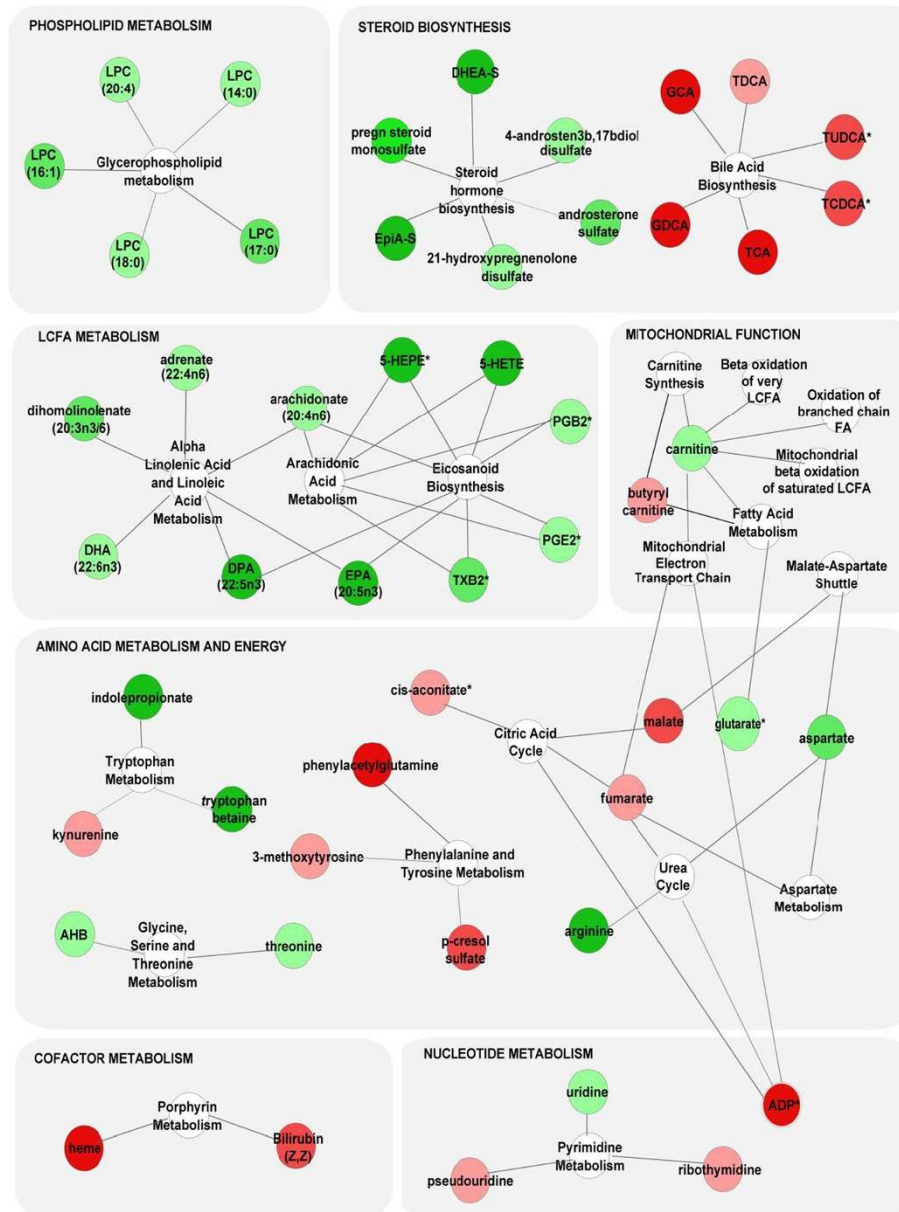 PHOSPHOLIPID METABOLSIM
LPC
(20:4)
LPC
(14:0)
LPC
(16:1)
Glycerophospholipid
metabolism
LPC
(18:0)
LPC
(17:0)
STEROID BIOSYNTHESIS
DHEA-S
pregn steroid
monosulfate
4-androsten3b,17bdiol
disulfate
Steroid
hormone
biosynthesis
EpiA-S
androsterone
sulfate
21-hydroxypregnenolone
disulfate
GCA
TDCA
TUDCA*
Bile Acid
Biosynthesis
TCDCA*
GDCA
TCA
LCFA METABOLISM
adrenate
(22:4n6)
5-HEPE*
5-HETE
dihomolinolenate
(20:3n3/6)
arachidonate
(20:4n6)
PGB2*
Alpha
Linolenic Acid
and Linoleic
Acid
Metabolism
Arachidonic
Acid
Metabolism
Eicosanoid
Biosynthesis
DHA
(22:6n3)
DPA
(22:5n3)
EPA
(20:5n3)
TXB2*
PGE2*
MITOCHONDRIAL FUNCTION
Carnitine
Synthesis
Beta oxidation
of very
LCFA
Oxidation of
branched chain
FA
carnitine
Mitochondrial
beta oxidation
of saturated LCFA
butyryl
carnitine
Fatty Acid
Metabolism
Mitochondrial
Electron
Transport Chain
Malate-Aspartate
Shuttle
AMINO ACID METABOLISM AND ENERGY
indolepropionate
cis-aconitate*
Tryptophan
Metabolism
Citric Acid
Cycle
malate
glutarate*
aspartate
phenylacetylglutamine
tryptophan
betaine
kynurenine
fumarate
3-methoxytyrosine
Phenylalanine and
Tyrosine Metabolism
Urea
Cycle
Aspartate
Metabolism
AHB
Glycine,
Serine and
Threonine
Metabolism
threonine
p-cresol
sulfate
arginine
COFACTOR METABOLISM
Porphyrin
Metabolism
heme
Bilirubin
(Z,Z)
NUCLEOTIDE METABOLISM
uridine
ADP*
Pyrimidine
Metabolism
pseudouridine
ribothymidine